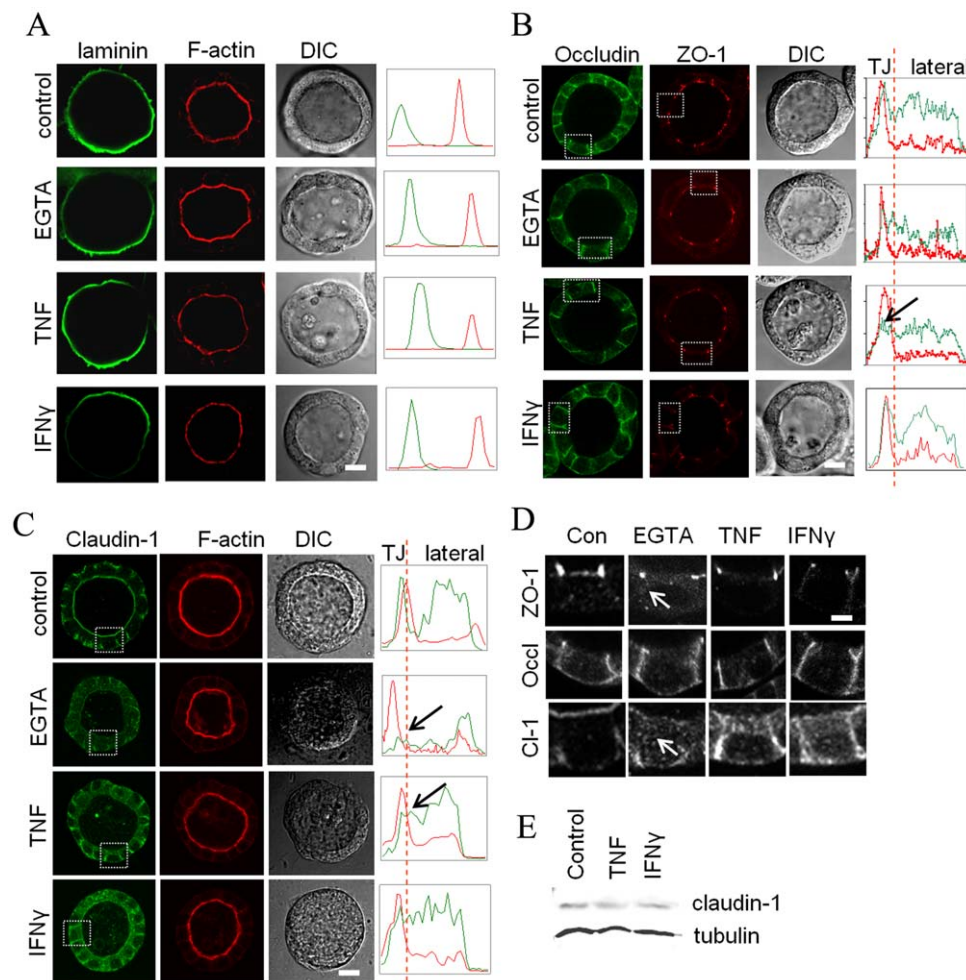 A
laminin F-actin DIC
control
EGTA
TNF
IFNγ
B
Occludin ZO-1 DIC
TJ lateral
control
EGTA
TNF
IFNγ
C
Claudin-1 F-actin DIC
TJ lateral
control
EGTA
TNF
IFNγ
D
Con EGTA TNF IFNγ
ZO-1
Occl
Cl-1
E
Control TNF IFNγ
claudin-1
tubulin